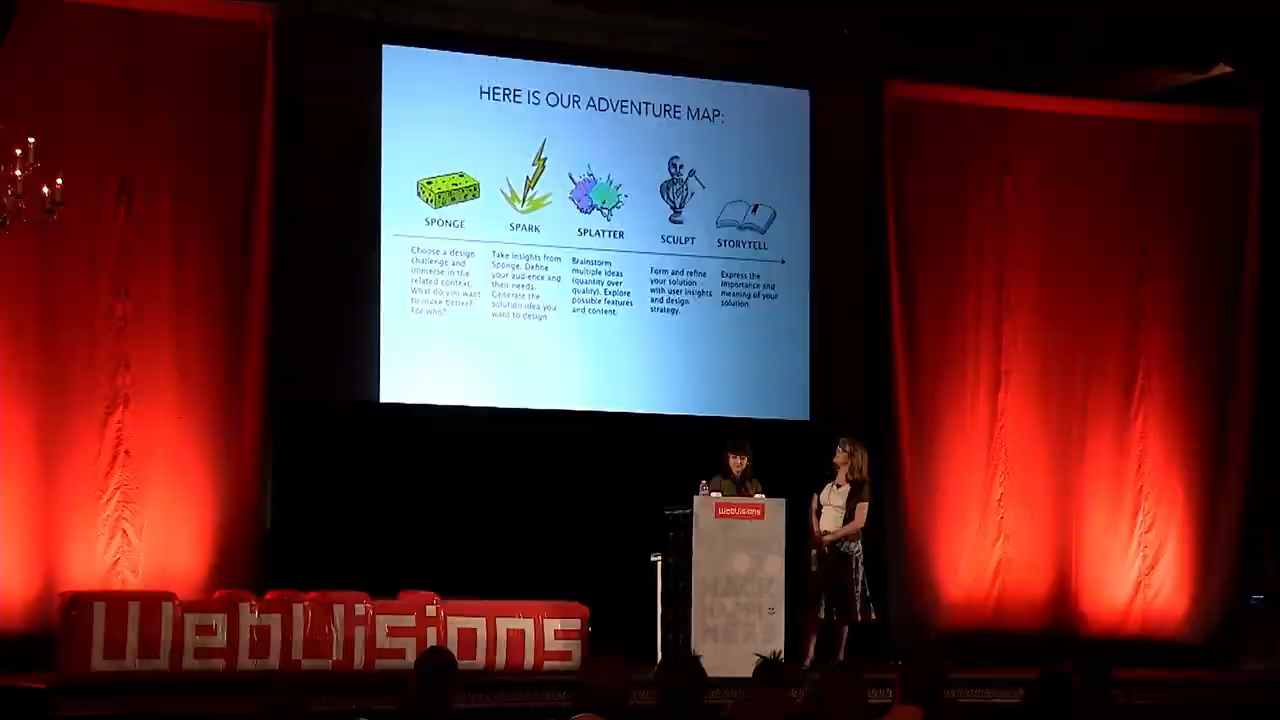 HERE IS OUR ADVENTURE MAP:
SPONGE
Choose a design
challenge and
immerse in the
related context.
What do you want
to make better?
For who?
SPARK
Take insights from
Sponge. Define
your audience and
their needs.
Generate the
solution idea you
want to design
SPLATTER
Brainstorm
multiple ideas
(quantity over
quality). Explore
possible features
and content.
SCULPT
Form and refine
your solution
with user insights
and design
strategy.
STORYTELL
Express the
importance and
meaning of your
solution.
WebVisions
WebVisions
HACK